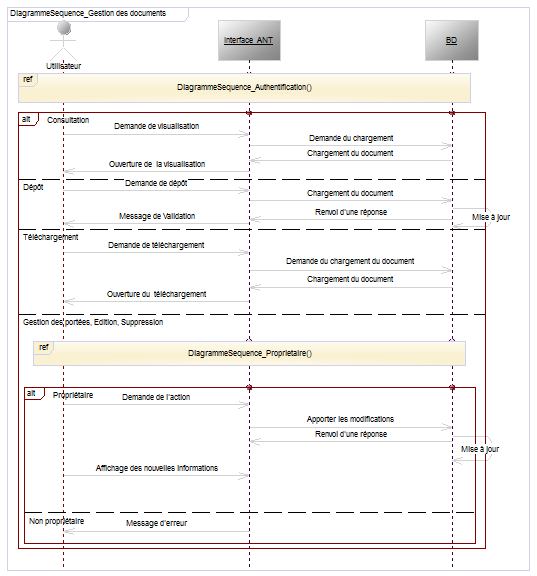 DiagrammeSequence_Gestion des documents
Utilisateur
Interface_ANT
BD
ref
DiagrammeSequence_Authentification()
alt
Consultation
Demande de visualisation
Demande du chargement
Chargement du document
Ouverture de la visualisation
Dépôt
Demande de dépôt
Chargement du document
Renvoi d'une réponse
Mise à jour
Message de Validation
Téléchargement
Demande de téléchargement
Demande du chargement du document
Chargement du document
Ouverture du téléchargement
Gestion des portées, Edition, Suppression
ref
DiagrammeSequence_Proprietaire()
alt
Propriétaire
Demande de l'action
Apporter les modifications
Renvoi d'une réponse
Mise à jour
Affichage des nouvelles informations
Non propriétaire
Message d'erreur